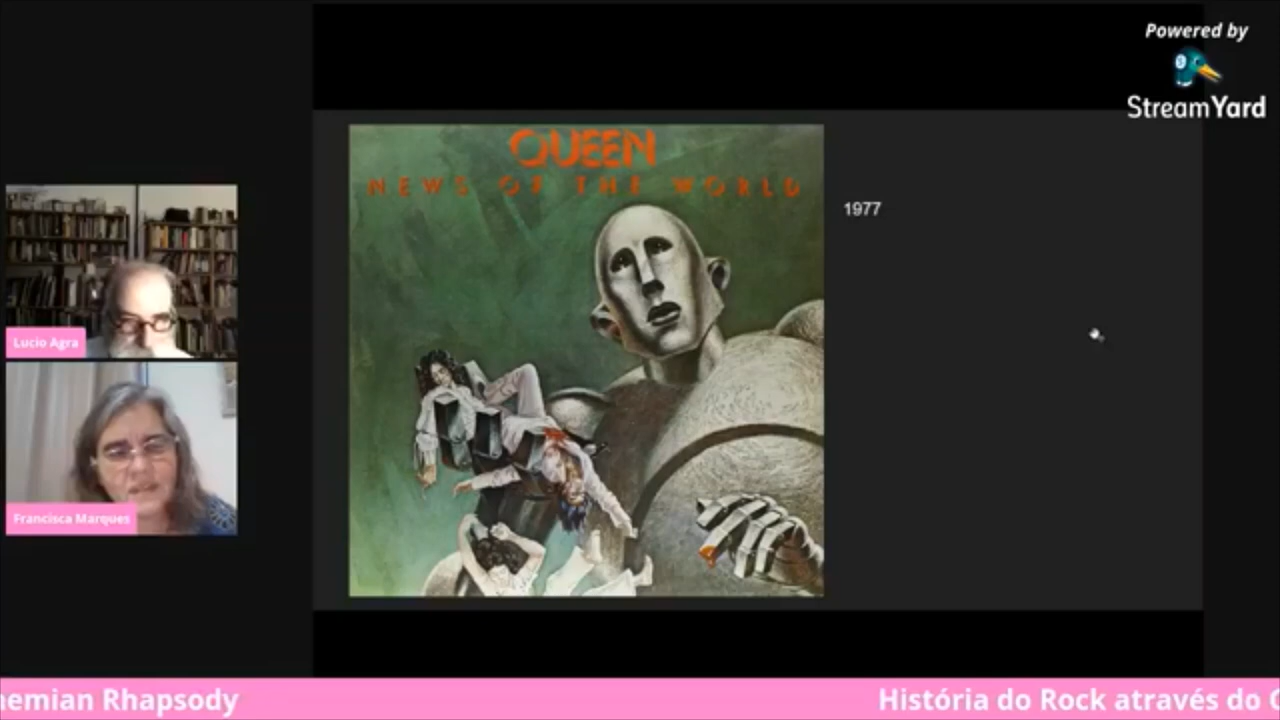 Powered by
StreamYard
QUEEN
NEWS OF THE WORLD
1977
Lucio Agra
Francisca Marques
hemian Rhapsody
História do Rock através do